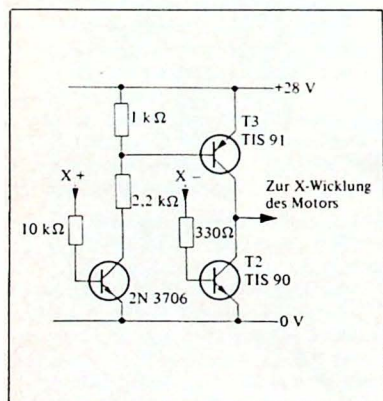 +28 V
1 kΩ
T3
TIS 91
X +
2,2 kΩ
X −
Zur X-Wicklung
des Motors
10 kΩ
330Ω
T2
TIS 90
2N 3706
0 V